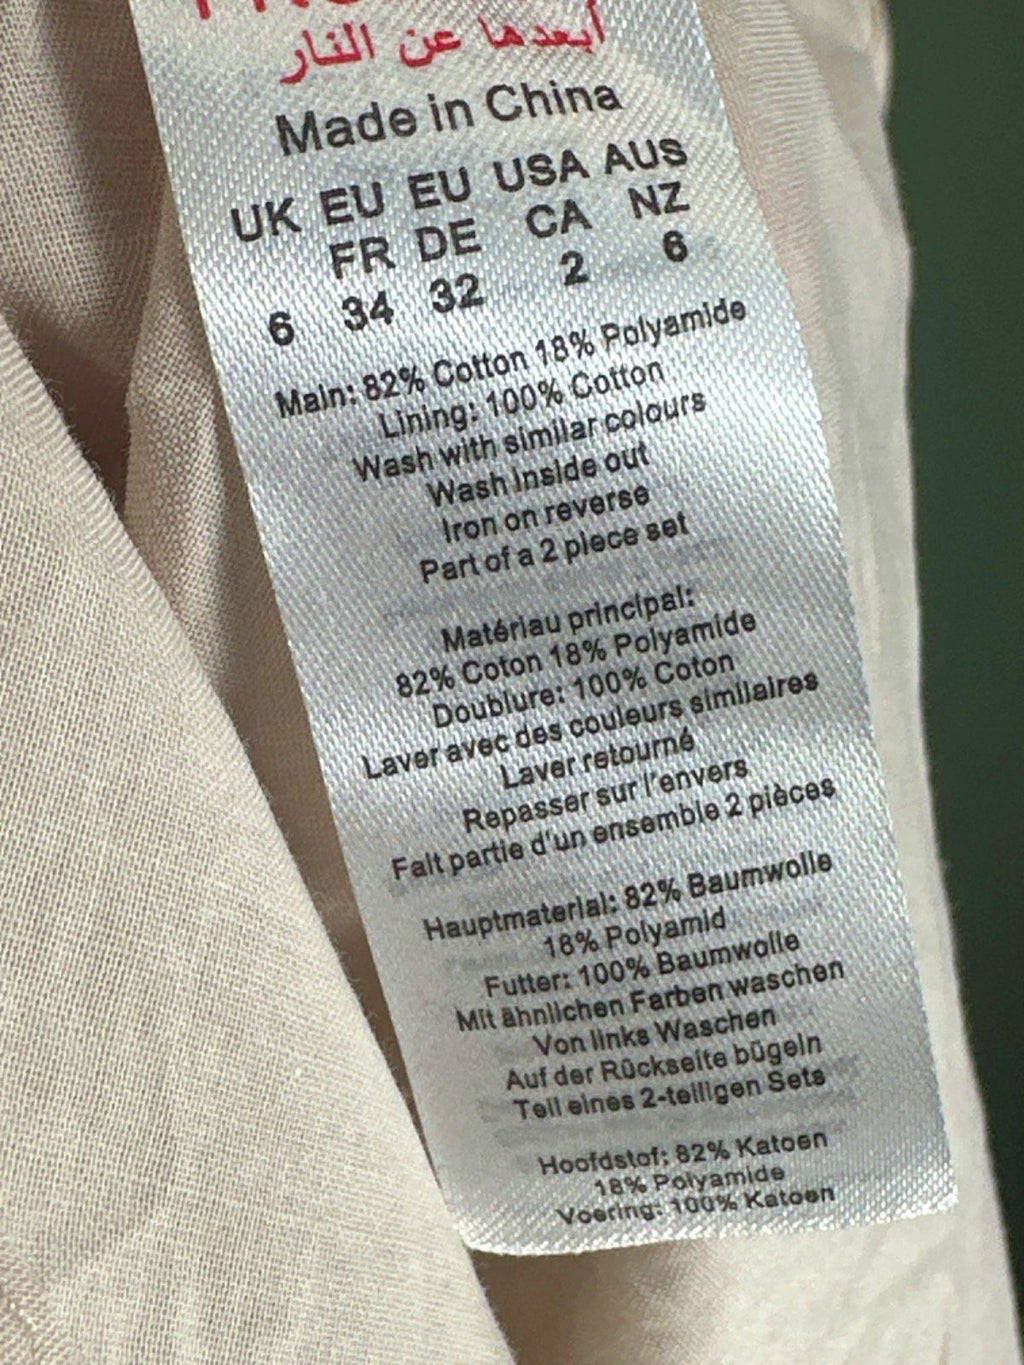 أبعدها عن النار
Made in China
UK EU EU USA AUS
FR DE CA NZ
6 34 32 2 6
Main: 82% Cotton 18% Polyamide
Lining: 100% Cotton
Wash with similar colours
Wash inside out
Iron on reverse
Part of a 2 piece set
Matériau principal:
82% Coton 18% Polyamide
Doublure: 100% Coton
Laver avec des couleurs similaires
Laver retourné
Repasser sur l'envers
Fait partie d'un ensemble 2 pièces
Hauptmaterial: 82% Baumwolle
18% Polyamid
Futter: 100% Baumwolle
Mit ähnlichen Farben waschen
Von links Waschen
Auf der Rückseite bügeln
Teil eines 2-teiligen Sets
Hoofdstof: 82% Katoen
18% Polyamide
Voering: 100% Katoen